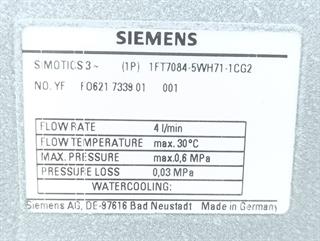 SIEMENS
SIMOTICS 3~ (1P) 1FT7084-5WH71-1CG2
NO. YF FO621 7339 01 001
FLOW RATE 4 l/min
FLOW TEMPERATURE max. 30°C
MAX. PRESSURE max.0,6 MPa
PRESSURE LOSS 0,03 MPa
WATERCOOLING:
Siemens AG, DE-97616 Bad Neustadt Made in Germany